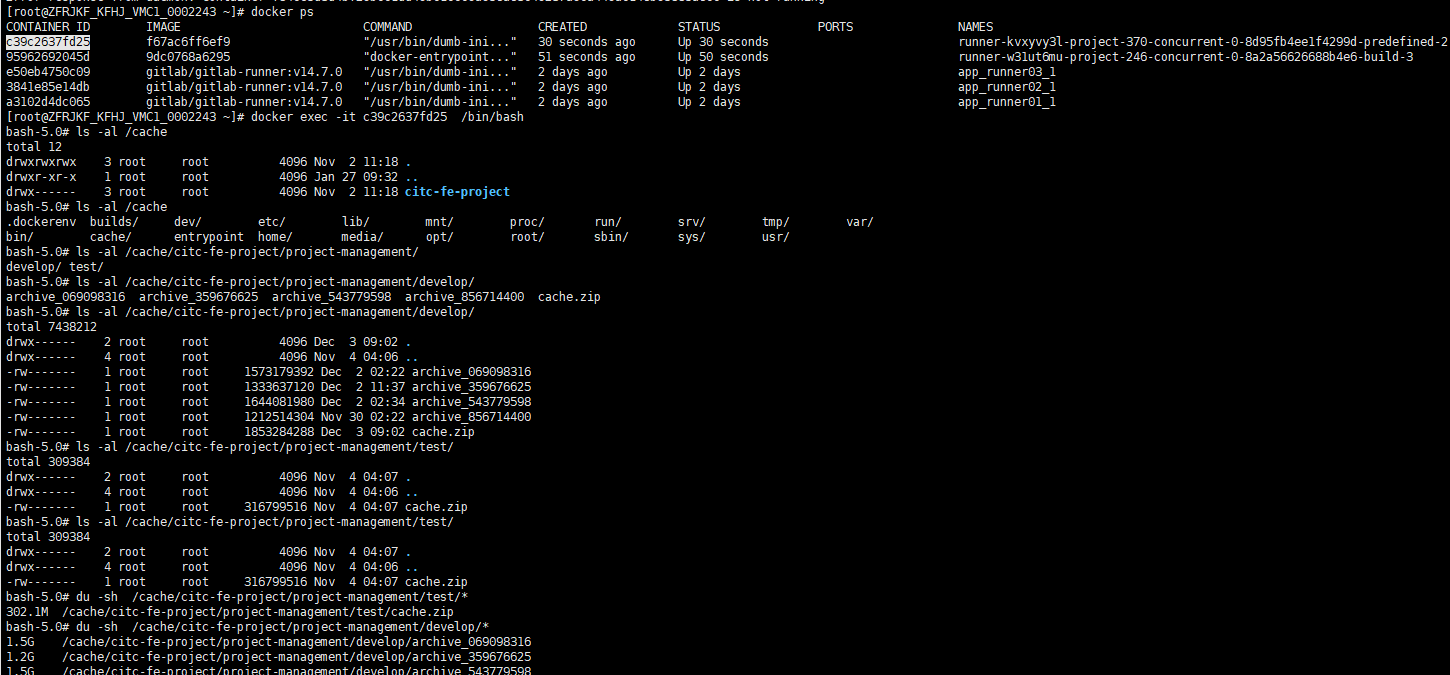 [root@ZFRJKF_KFHJ_VMC1_0002243 ~]# docker ps
CONTAINER ID        IMAGE                          COMMAND                  CREATED             STATUS              PORTS               NAMES
c39c2637fd25        f67ac6ff6ef9                   "/usr/bin/dumb-ini..."   30 seconds ago      Up 30 seconds                           runner-kvxyvy3l-project-370-concurrent-0-8d95fb4ee1f4299d-predefined-2
95962692045d        9dc0768a6295                   "docker-entrypoint..."   51 seconds ago      Up 50 seconds                           runner-w31ut6mu-project-246-concurrent-0-8a2a56626688b4e6-build-3
e50eb4750c09        gitlab/gitlab-runner:v14.7.0   "/usr/bin/dumb-ini..."   2 days ago          Up 2 days                               app_runner03_1
3841e85e14db        gitlab/gitlab-runner:v14.7.0   "/usr/bin/dumb-ini..."   2 days ago          Up 2 days                               app_runner02_1
a3102d4dc065        gitlab/gitlab-runner:v14.7.0   "/usr/bin/dumb-ini..."   2 days ago          Up 2 days                               app_runner01_1
[root@ZFRJKF_KFHJ_VMC1_0002243 ~]# docker exec -it c39c2637fd25  /bin/bash
bash-5.0# ls -al /cache
total 12
drwxrwxrwx    3 root     root          4096 Nov  2 11:18 .
drwxr-xr-x    1 root     root          4096 Jan 27 09:32 ..
drwx------    3 root     root          4096 Nov  2 11:18 citc-fe-project
bash-5.0# ls -al /cache
.dockerenv  builds/     dev/        etc/        lib/        mnt/        proc/       run/        srv/        tmp/        var/
bin/        cache/      entrypoint  home/       media/      opt/        root/       sbin/       sys/        usr/
bash-5.0# ls -al /cache/citc-fe-project/project-management/
develop/ test/
bash-5.0# ls -al /cache/citc-fe-project/project-management/develop/
archive_069098316  archive_359676625  archive_543779598  archive_856714400  cache.zip
bash-5.0# ls -al /cache/citc-fe-project/project-management/develop/
total 7438212
drwx------    2 root     root          4096 Dec  3 09:02 .
drwx------    4 root     root          4096 Nov  4 04:06 ..
-rw-------    1 root     root     1573179392 Dec  2 02:22 archive_069098316
-rw-------    1 root     root     1333637120 Dec  2 11:37 archive_359676625
-rw-------    1 root     root     1644081980 Dec  2 02:34 archive_543779598
-rw-------    1 root     root     1212514304 Nov 30 02:22 archive_856714400
-rw-------    1 root     root     1853284288 Dec  3 09:02 cache.zip
bash-5.0# ls -al /cache/citc-fe-project/project-management/test/
total 309384
drwx------    2 root     root          4096 Nov  4 04:07 .
drwx------    4 root     root          4096 Nov  4 04:06 ..
-rw-------    1 root     root     316799516 Nov  4 04:07 cache.zip
bash-5.0# ls -al /cache/citc-fe-project/project-management/test/
total 309384
drwx------    2 root     root          4096 Nov  4 04:07 .
drwx------    4 root     root          4096 Nov  4 04:06 ..
-rw-------    1 root     root     316799516 Nov  4 04:07 cache.zip
bash-5.0# du -sh  /cache/citc-fe-project/project-management/test/*
302.1M  /cache/citc-fe-project/project-management/test/cache.zip
bash-5.0# du -sh  /cache/citc-fe-project/project-management/develop/*
1.5G    /cache/citc-fe-project/project-management/develop/archive_069098316
1.2G    /cache/citc-fe-project/project-management/develop/archive_359676625
1.5G    /cache/citc-fe-project/project-management/develop/archive_543779598